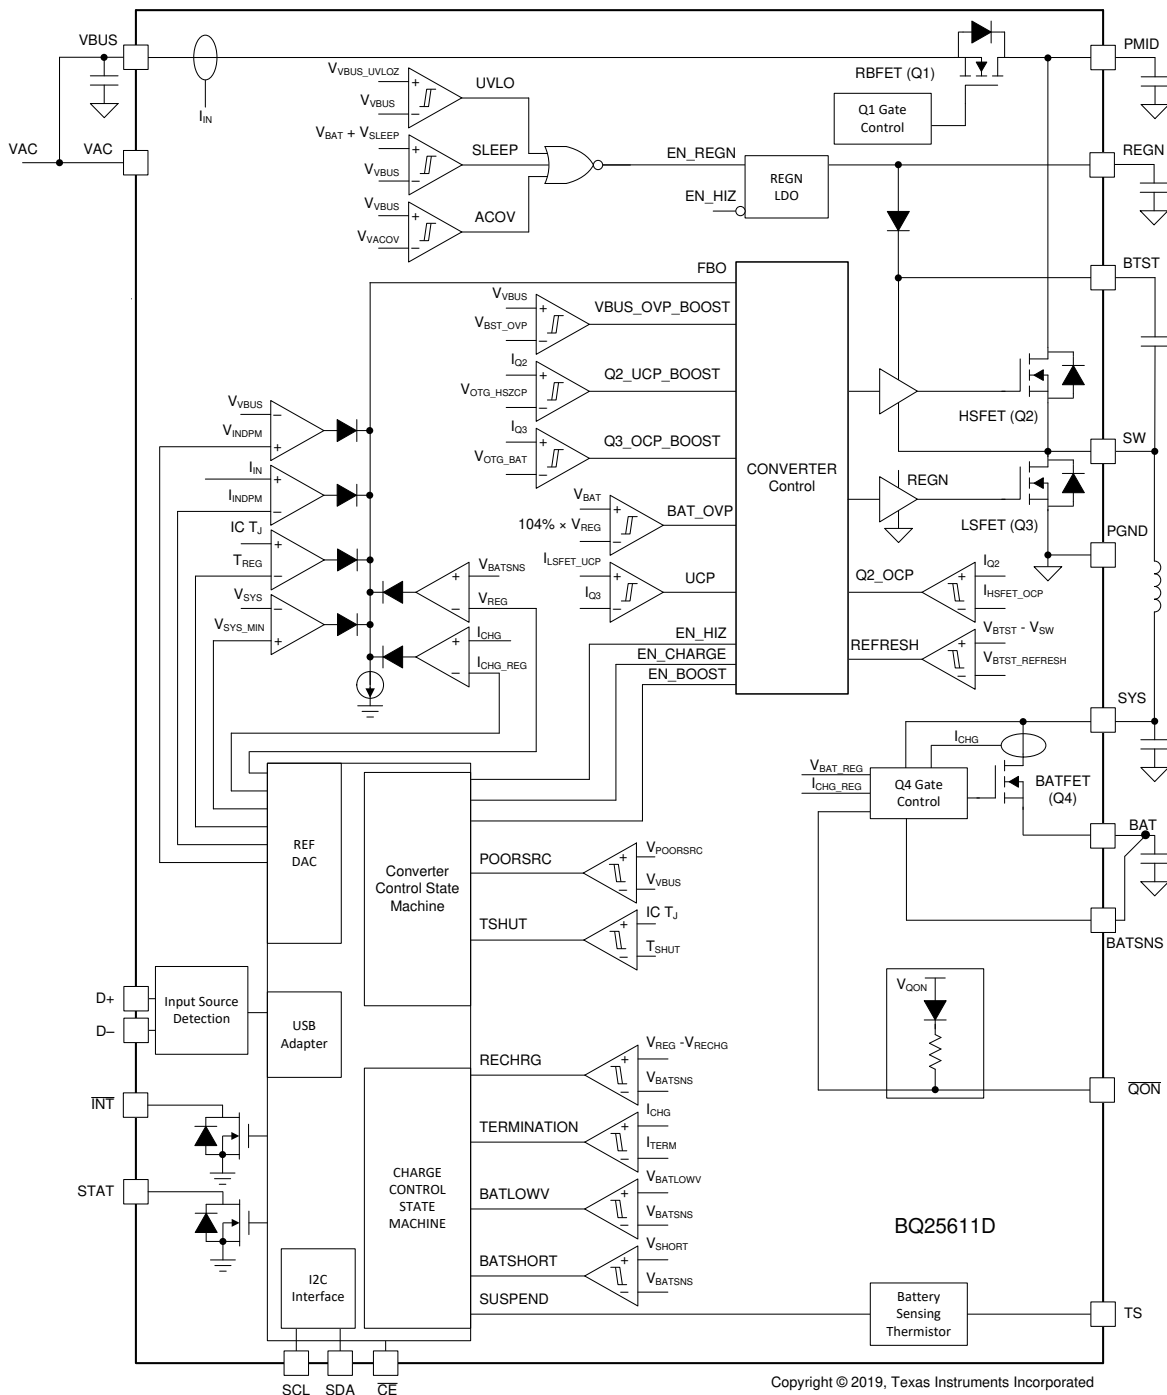 VBUS
PMID
RBFET (Q1)
V_VBUS_UVLOZ
UVLO
V_VBUS
I_IN
Q1 Gate
Control
V_BAT + V_SLEEP
SLEEP
V_VBUS
VAC
VAC
EN_REGN
REGN
EN_HIZ
REGN
LDO
V_VBUS
ACOV
V_VACOV
FBO
BTST
V_VBUS
VBUS_OVP_BOOST
V_BST_OVP
I_Q2
Q2_UCP_BOOST
V_OTG_HSZCP
HSFET (Q2)
V_VBUS
V_INDPM
I_Q3
Q3_OCP_BOOST
V_OTG_BAT
SW
CONVERTER
Control
REGN
I_IN
I_INDPM
V_BAT
BAT_OVP
104% × V_REG
LSFET (Q3)
PGND
IC T_J
T_REG
I_LSFET_UCP
UCP
I_Q3
V_BATSNS
V_REG
Q2_OCP
I_Q2
I_HSFET_OCP
V_SYS
V_SYS_MIN
I_CHG
I_CHG_REG
EN_HIZ
EN_CHARGE
EN_BOOST
REFRESH
V_BTST - V_SW
V_BTST_REFRESH
SYS
I_CHG
V_BAT_REG
I_CHG_REG
Q4 Gate
Control
BATFET
(Q4)
BAT
BATSNS
REF
DAC
Converter
Control State
Machine
POORSRC
V_POORSRC
V_VBUS
TSHUT
IC T_J
T_SHUT
D+
D–
Input Source
Detection
USB
Adapter
V_QON
QON
RECHRG
V_REG -V_RECHG
V_BATSNS
INT
TERMINATION
I_CHG
I_TERM
STAT
CHARGE
CONTROL
STATE
MACHINE
BATLOWV
V_BATLOWV
V_BATSNS
BQ25611D
BATSHORT
V_SHORT
V_BATSNS
I2C
Interface
SUSPEND
Battery
Sensing
Thermistor
TS
SCL
SDA
CE
Copyright © 2019, Texas Instruments Incorporated